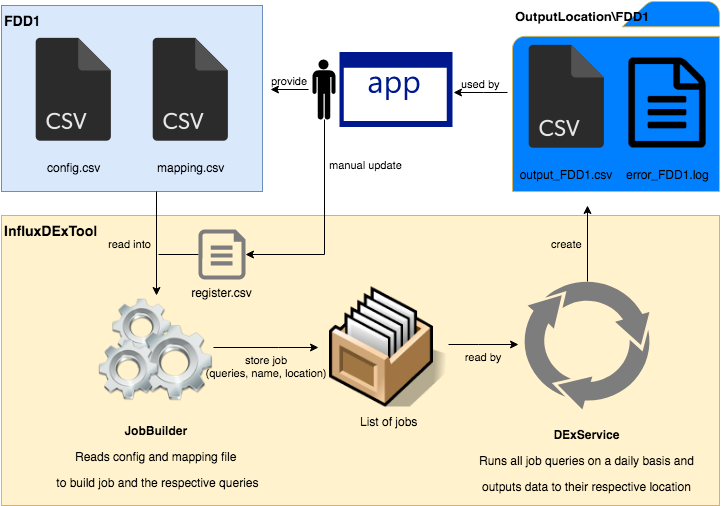 FDD1
CSV
CSV
config.csv
mapping.csv
provide
app
used by
OutputLocation\FDD1
CSV
output_FDD1.csv
error_FDD1.log
manual update
InfluxDExTool
read into
register.csv
create
store job
(queries, name, location)
read by
List of jobs
JobBuilder
Reads config and mapping file
to build job and the respective queries
DExService
Runs all job queries on a daily basis and
outputs data to their respective location